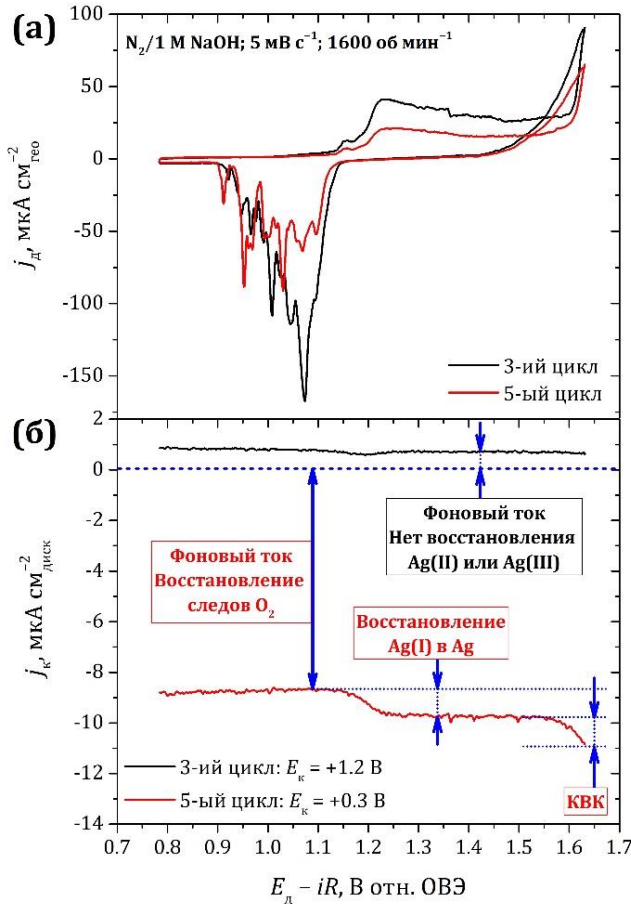 (а)
N₂/1 М NaOH; 5 мВ с⁻¹; 1600 об мин⁻¹
100
50
0
-50
-100
-150
jд, мкА см⁻²гео
3-ий цикл
5-ый цикл
(б)
2
0
-2
-4
-6
-8
-10
-12
-14
jк, мкА см⁻²диск
Фоновый ток
Нет восстановления
Ag(II) или Ag(III)
Фоновый ток
Восстановление
следов O₂
Восстановление
Ag(I) в Ag
КВК
3-ий цикл: Eк = +1.2 В
5-ый цикл: Eк = +0.3 В
0.7 0.8 0.9 1.0 1.1 1.2 1.3 1.4 1.5 1.6 1.7
Eд – iR, В отн. ОВЭ